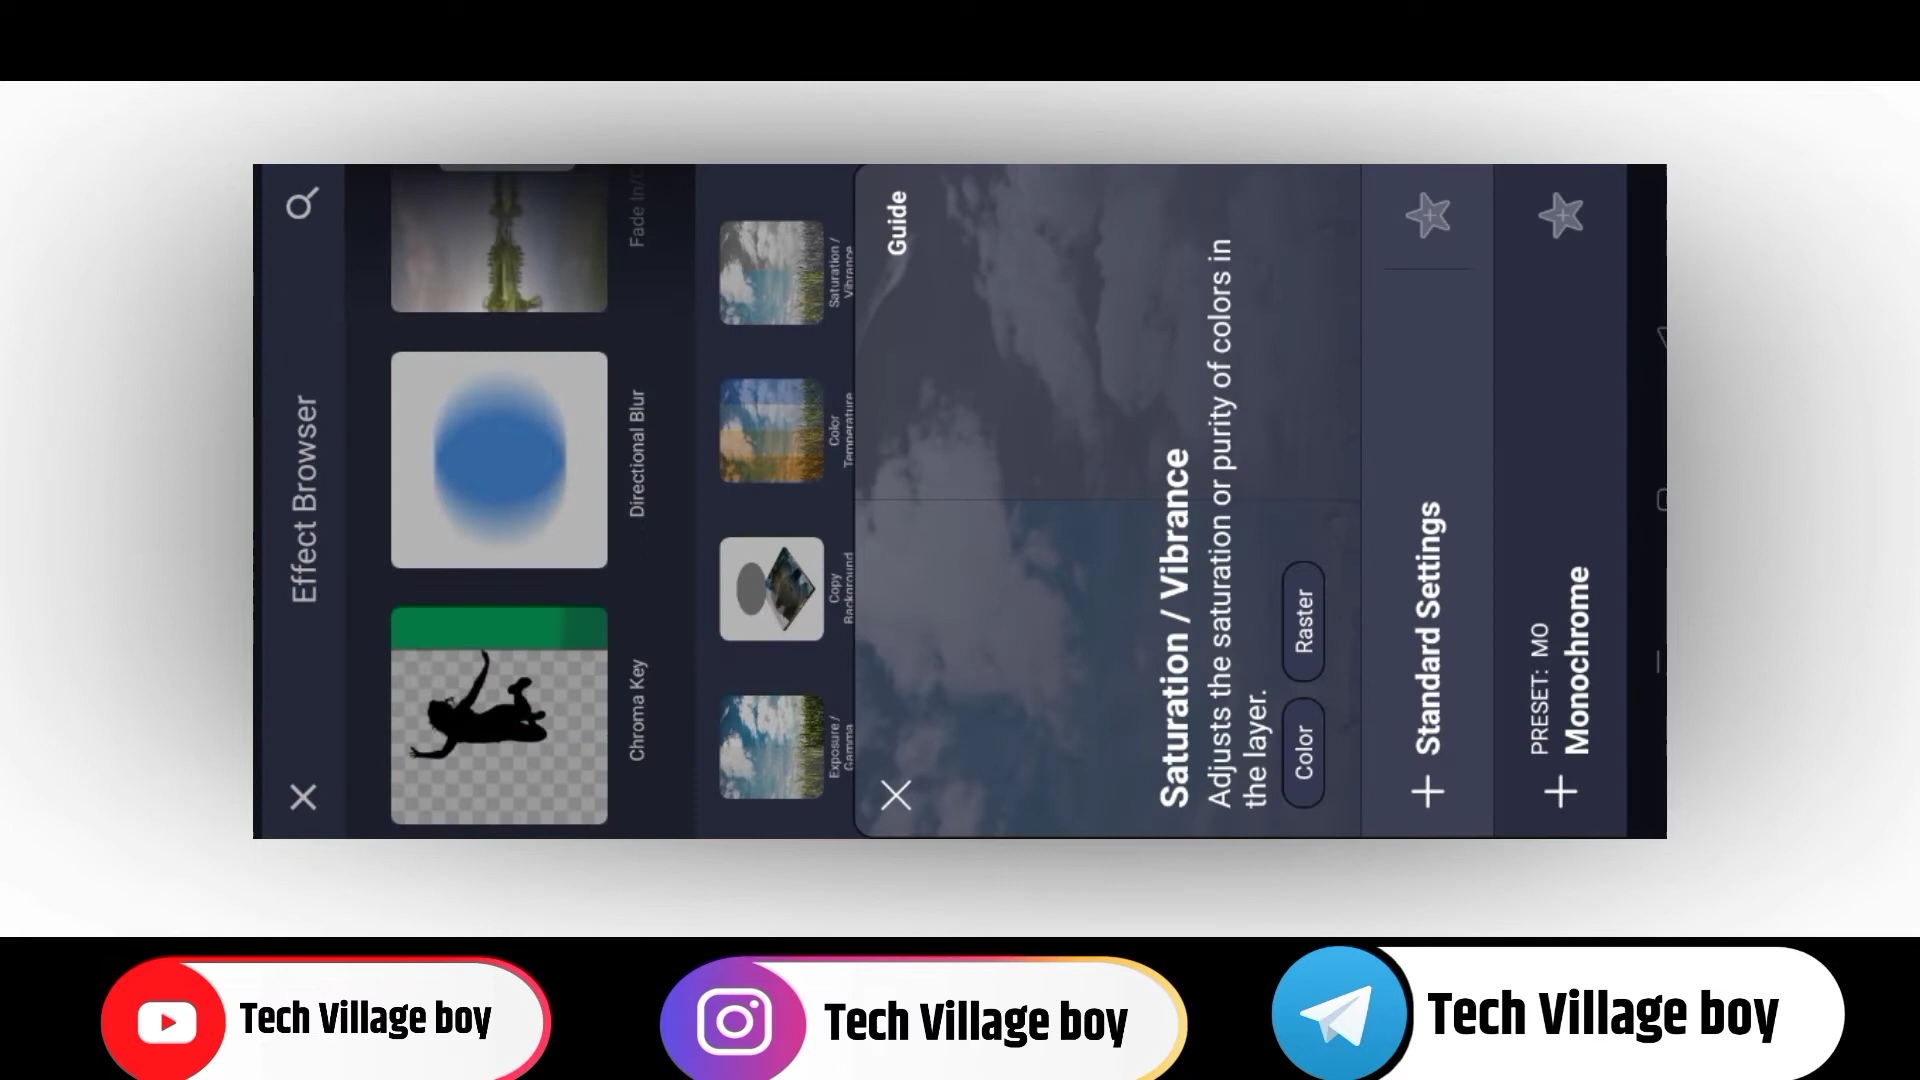 Effect Browser
Chroma Key
Directional Blur
Fade In/
Exposure /
Gamma
Copy
Background
Color
Temperature
Saturation /
Vibrance
Guide
Saturation / Vibrance
Adjusts the saturation or purity of colors in
the layer.
Color
Raster
Standard Settings
PRESET: MO
Monochrome
Tech Village boy
Tech Village boy
Tech Village boy